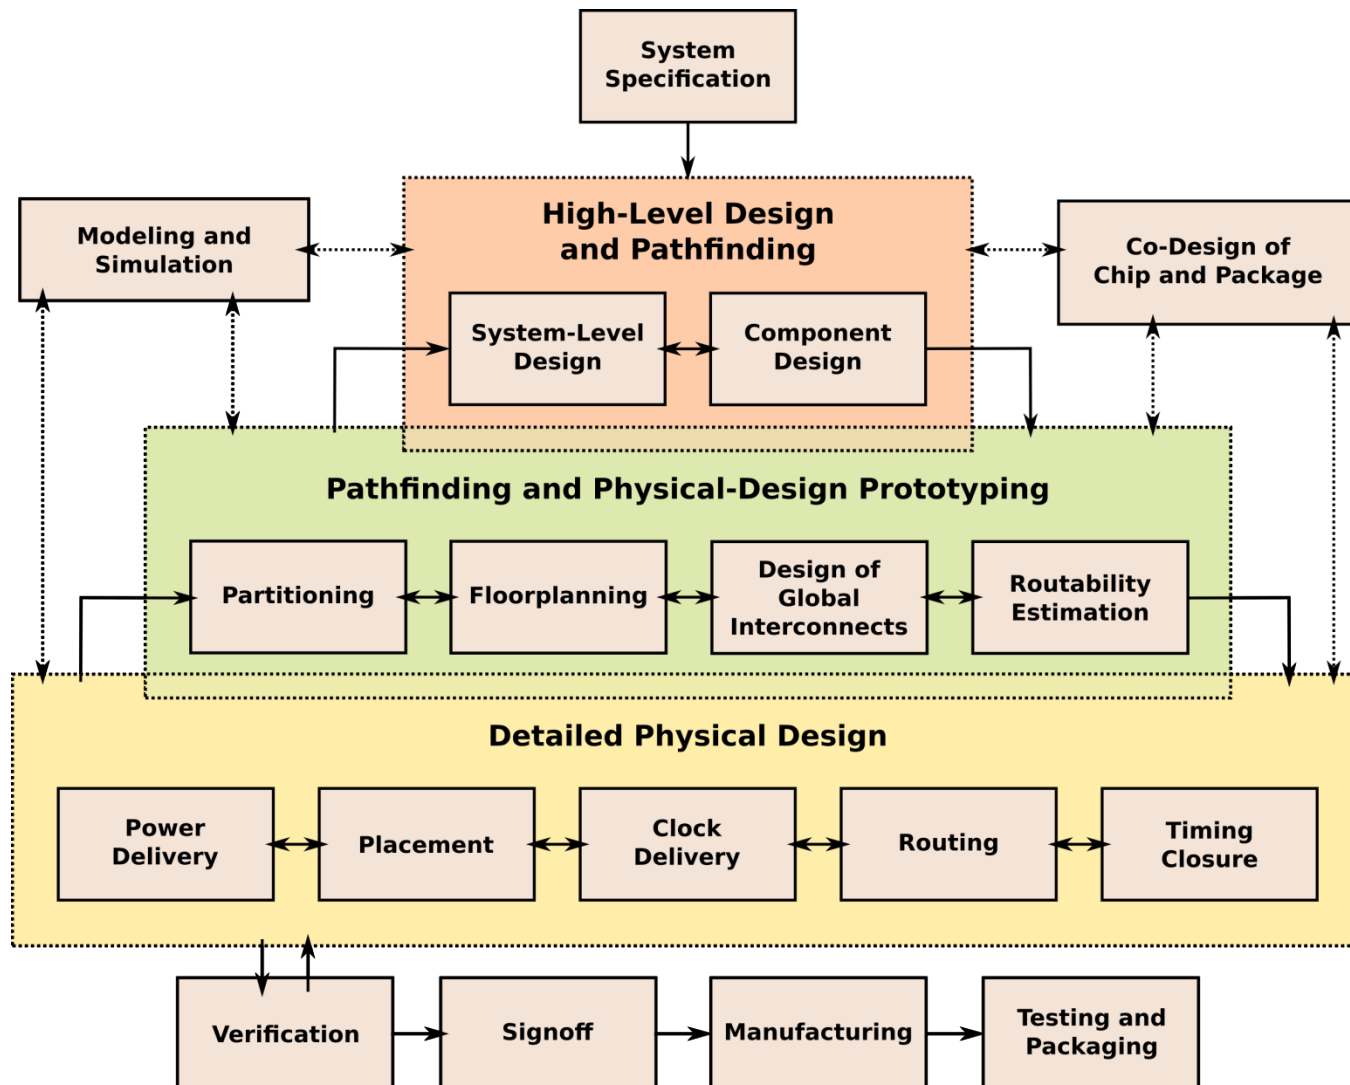 System
Specification
High-Level Design
and Pathfinding
Modeling and
Simulation
Co-Design of
Chip and Package
System-Level
Design
Component
Design
Pathfinding and Physical-Design Prototyping
Partitioning
Floorplanning
Design of
Global
Interconnects
Routability
Estimation
Detailed Physical Design
Power
Delivery
Placement
Clock
Delivery
Routing
Timing
Closure
Verification
Signoff
Manufacturing
Testing and
Packaging